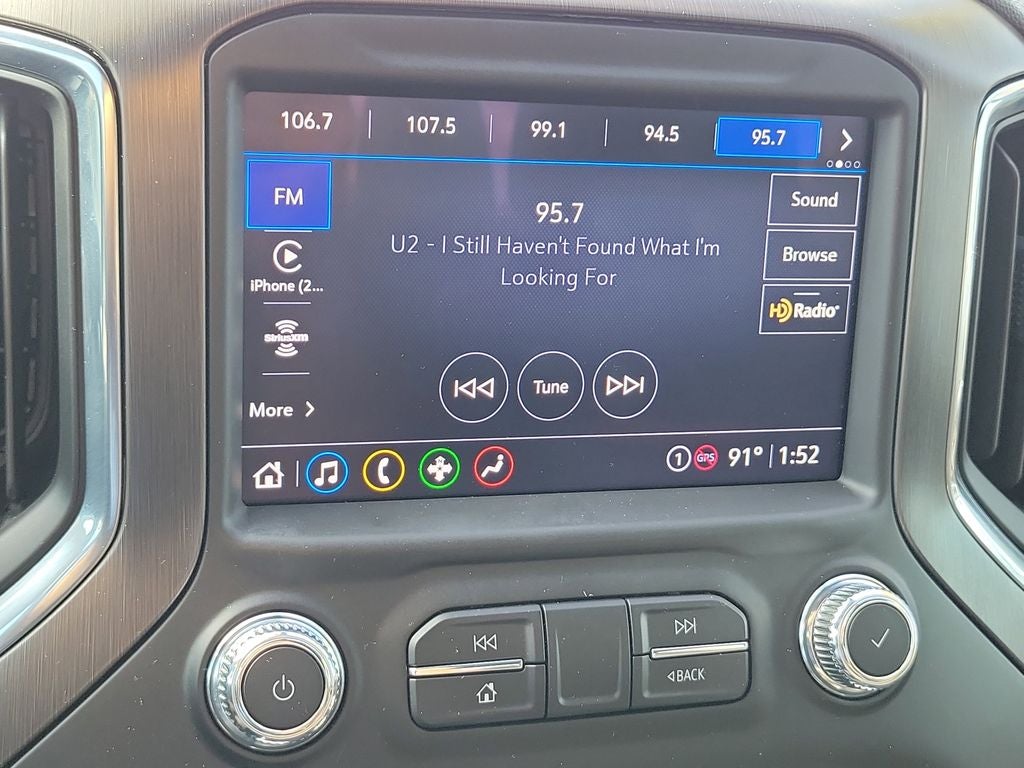 106.7 107.5 99.1 94.5 95.7
FM
95.7
Sound
U2 - I Still Haven't Found What I'm
Looking For
Browse
iPhone (2...
HD Radio
SiriusXM
Tune
More
GPS
1 91° 1:52
BACK